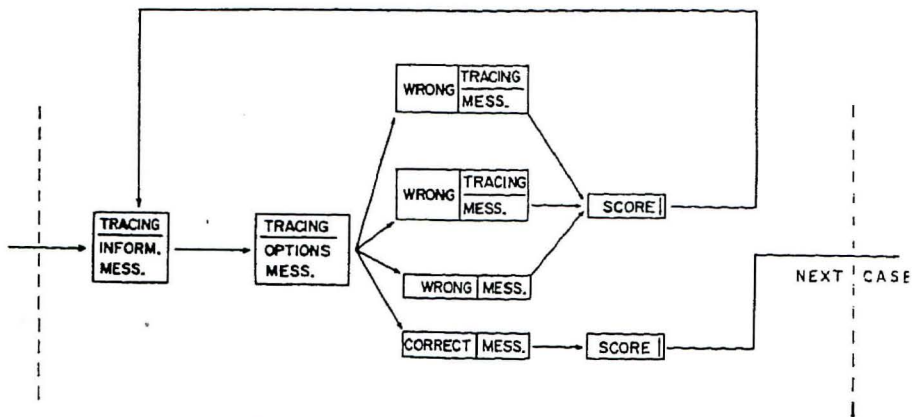 WRONG TRACING
MESS.
WRONG TRACING
MESS.
TRACING
INFORM.
MESS.
TRACING
OPTIONS
MESS.
SCORE
WRONG MESS.
NEXT CASE
CORRECT MESS.
SCORE